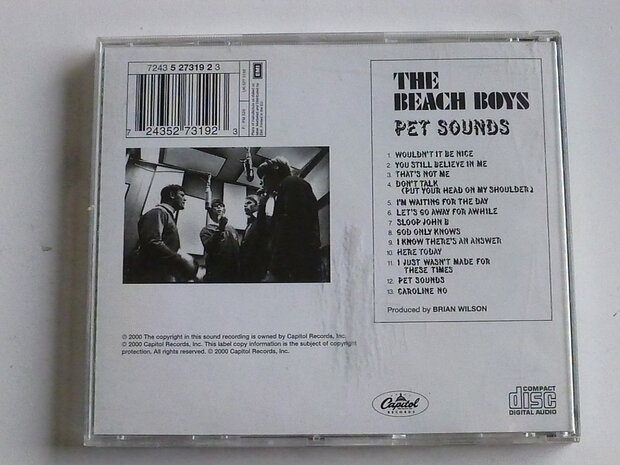 7243 5 27319 2 3
7 24352 73192 3
EMI
THE
BEACH BOYS
PET SOUNDS
1. WOULDN'T IT BE NICE
2. YOU STILL BELIEVE IN ME
3. THAT'S NOT ME
4. DON'T TALK
(PUT YOUR HEAD ON MY SHOULDER)
5. I'M WAITING FOR THE DAY
6. LET'S GO AWAY FOR AWHILE
7. SLOOP JOHN B
8. GOD ONLY KNOWS
9. I KNOW THERE'S AN ANSWER
10. HERE TODAY
11. I JUST WASN'T MADE FOR
THESE TIMES
12. PET SOUNDS
13. CAROLINE NO
Produced by BRIAN WILSON
℗ 2000 The copyright in this sound recording is owned by Capitol Records, Inc.
© 2000 Capitol Records, Inc. This label copy information is the subject of copyright
protection. All rights reserved. © 2000 Capitol Records, Inc.
Capitol
RECORDS
COMPACT
disc
DIGITAL AUDIO